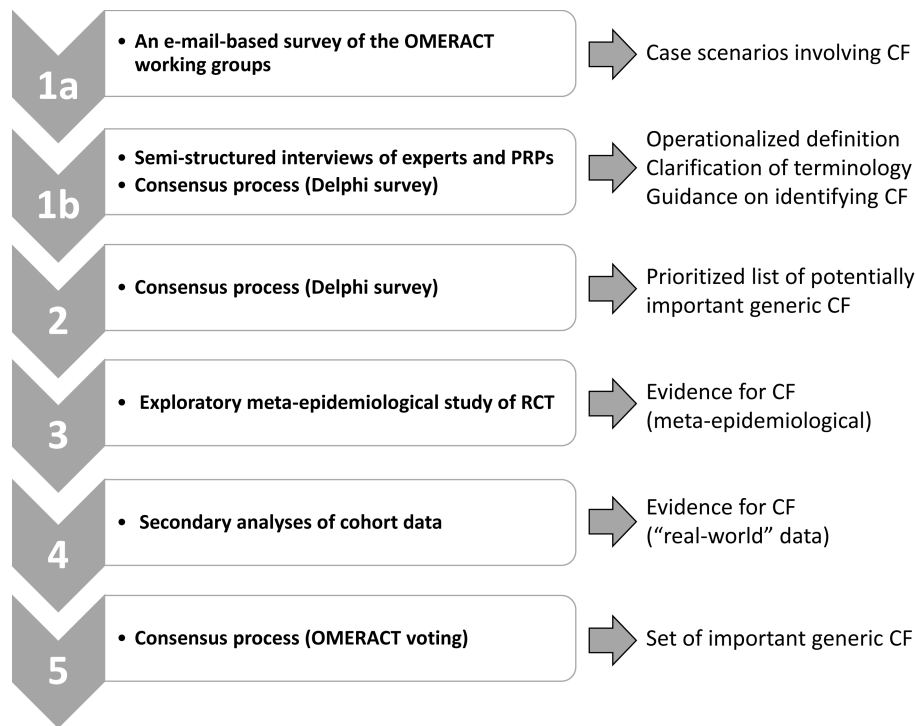 1a
• An e-mail-based survey of the OMERACT
working groups
Case scenarios involving CF
1b
• Semi-structured interviews of experts and PRPs
• Consensus process (Delphi survey)
Operationalized definition
Clarification of terminology
Guidance on identifying CF
2
• Consensus process (Delphi survey)
Prioritized list of potentially
important generic CF
3
• Exploratory meta-epidemiological study of RCT
Evidence for CF
(meta-epidemiological)
4
• Secondary analyses of cohort data
Evidence for CF
(“real-world” data)
5
• Consensus process (OMERACT voting)
Set of important generic CF